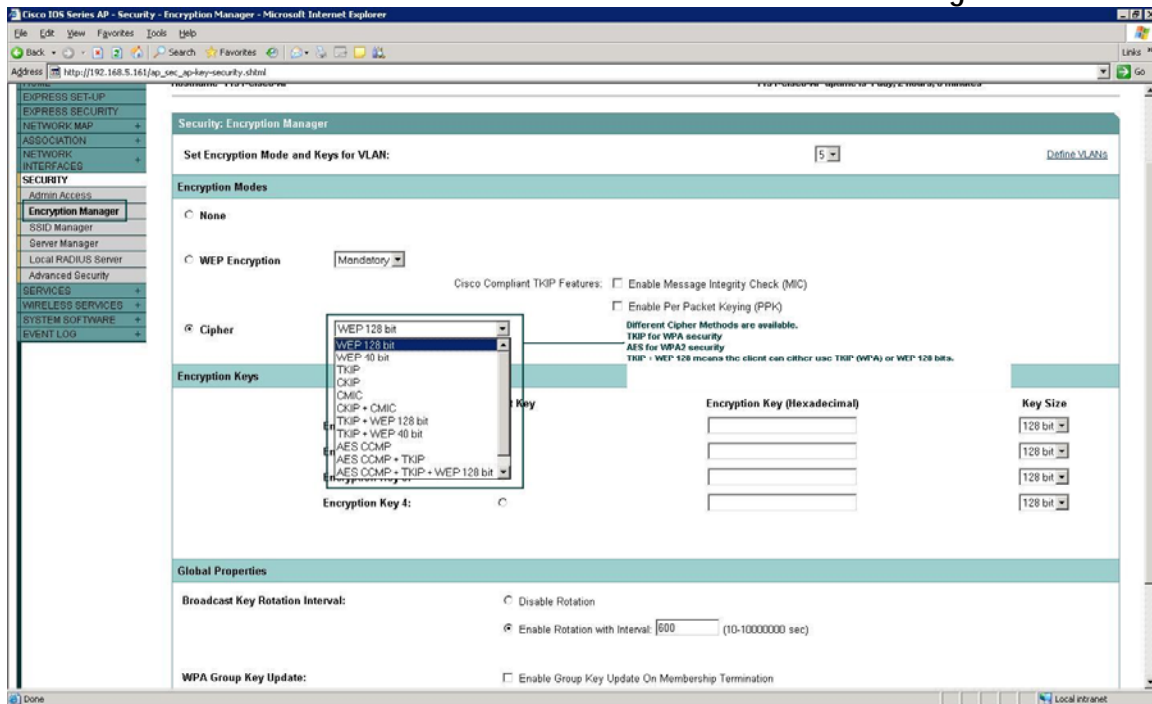 Cisco IOS Series AP - Security - Encryption Manager - Microsoft Internet Explorer
File Edit View Favorites Tools Help
Back Search Favorites
Links
Address http://192.168.5.161/ap_sec_ap-key-security.shtml Go
HOME
EXPRESS SET-UP
EXPRESS SECURITY
NETWORK MAP +
ASSOCIATION +
NETWORK INTERFACES +
SECURITY
Admin Access
Encryption Manager
SSID Manager
Server Manager
Local RADIUS Server
Advanced Security
SERVICES +
WIRELESS SERVICES +
SYSTEM SOFTWARE +
EVENT LOG +
Security: Encryption Manager
Set Encryption Mode and Keys for VLAN: 5 Define VLANs
Encryption Modes
None
WEP Encryption Mandatory
Cisco Compliant TKIP Features: Enable Message Integrity Check (MIC)
Enable Per Packet Keying (PPK)
Cipher WEP 128 bit
WEP 128 bit
WEP 40 bit
TKIP
CKIP
CMIC
CKIP + CMIC
TKIP + WEP 128 bit
TKIP + WEP 40 bit
AES CCMP
AES CCMP + TKIP
AES CCMP + TKIP + WEP 128 bit
Different Cipher Methods are available.
TKIP for WPA security
AES for WPA2 security
TKIP + WEP 128 means the client can either use TKIP (WPA) or WEP 128 bits.
Encryption Keys
Key Encryption Key (Hexadecimal) Key Size
128 bit
128 bit
128 bit
Encryption Key 4: 128 bit
Global Properties
Broadcast Key Rotation Interval: Disable Rotation
Enable Rotation with Interval: 600 (10-10000000 sec)
WPA Group Key Update: Enable Group Key Update On Membership Termination
Done Local intranet